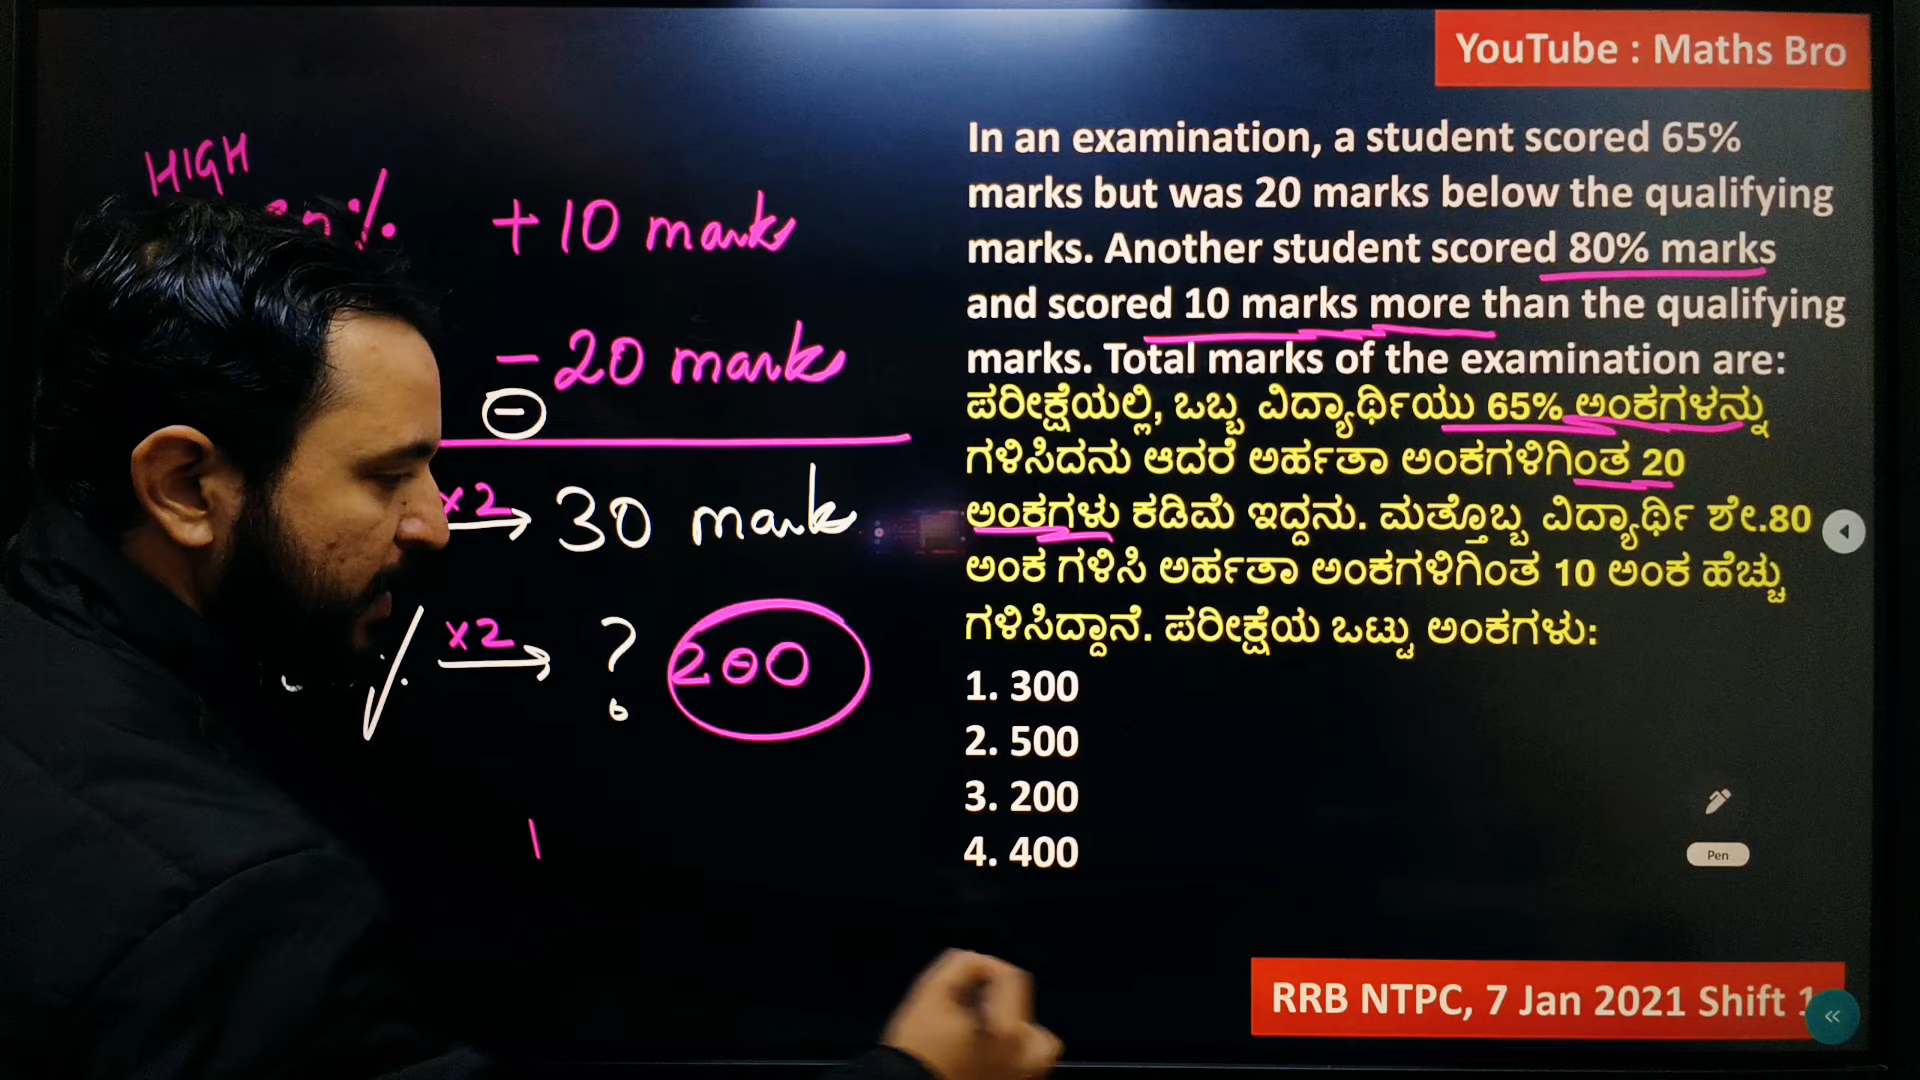 YouTube : Maths Bro
HIGH
+10 marks
- 20 marks
-
x2 → 30 marks
% x2 → ? 200
In an examination, a student scored 65%
marks but was 20 marks below the qualifying
marks. Another student scored 80% marks
and scored 10 marks more than the qualifying
marks. Total marks of the examination are:
ಪರೀಕ್ಷೆಯಲ್ಲಿ, ಒಬ್ಬ ವಿದ್ಯಾರ್ಥಿಯು 65% ಅಂಕಗಳನ್ನು
ಗಳಿಸಿದನು ಆದರೆ ಅರ್ಹತಾ ಅಂಕಗಳಿಗಿಂತ 20
ಅಂಕಗಳು ಕಡಿಮೆ ಇದ್ದನು. ಮತ್ತೊಬ್ಬ ವಿದ್ಯಾರ್ಥಿ ಶೇ.80
ಅಂಕ ಗಳಿಸಿ ಅರ್ಹತಾ ಅಂಕಗಳಿಗಿಂತ 10 ಅಂಕ ಹೆಚ್ಚು
ಗಳಿಸಿದ್ದಾನೆ. ಪರೀಕ್ಷೆಯ ಒಟ್ಟು ಅಂಕಗಳು:
1. 300
2. 500
3. 200
4. 400
Pen
RRB NTPC, 7 Jan 2021 Shift 1